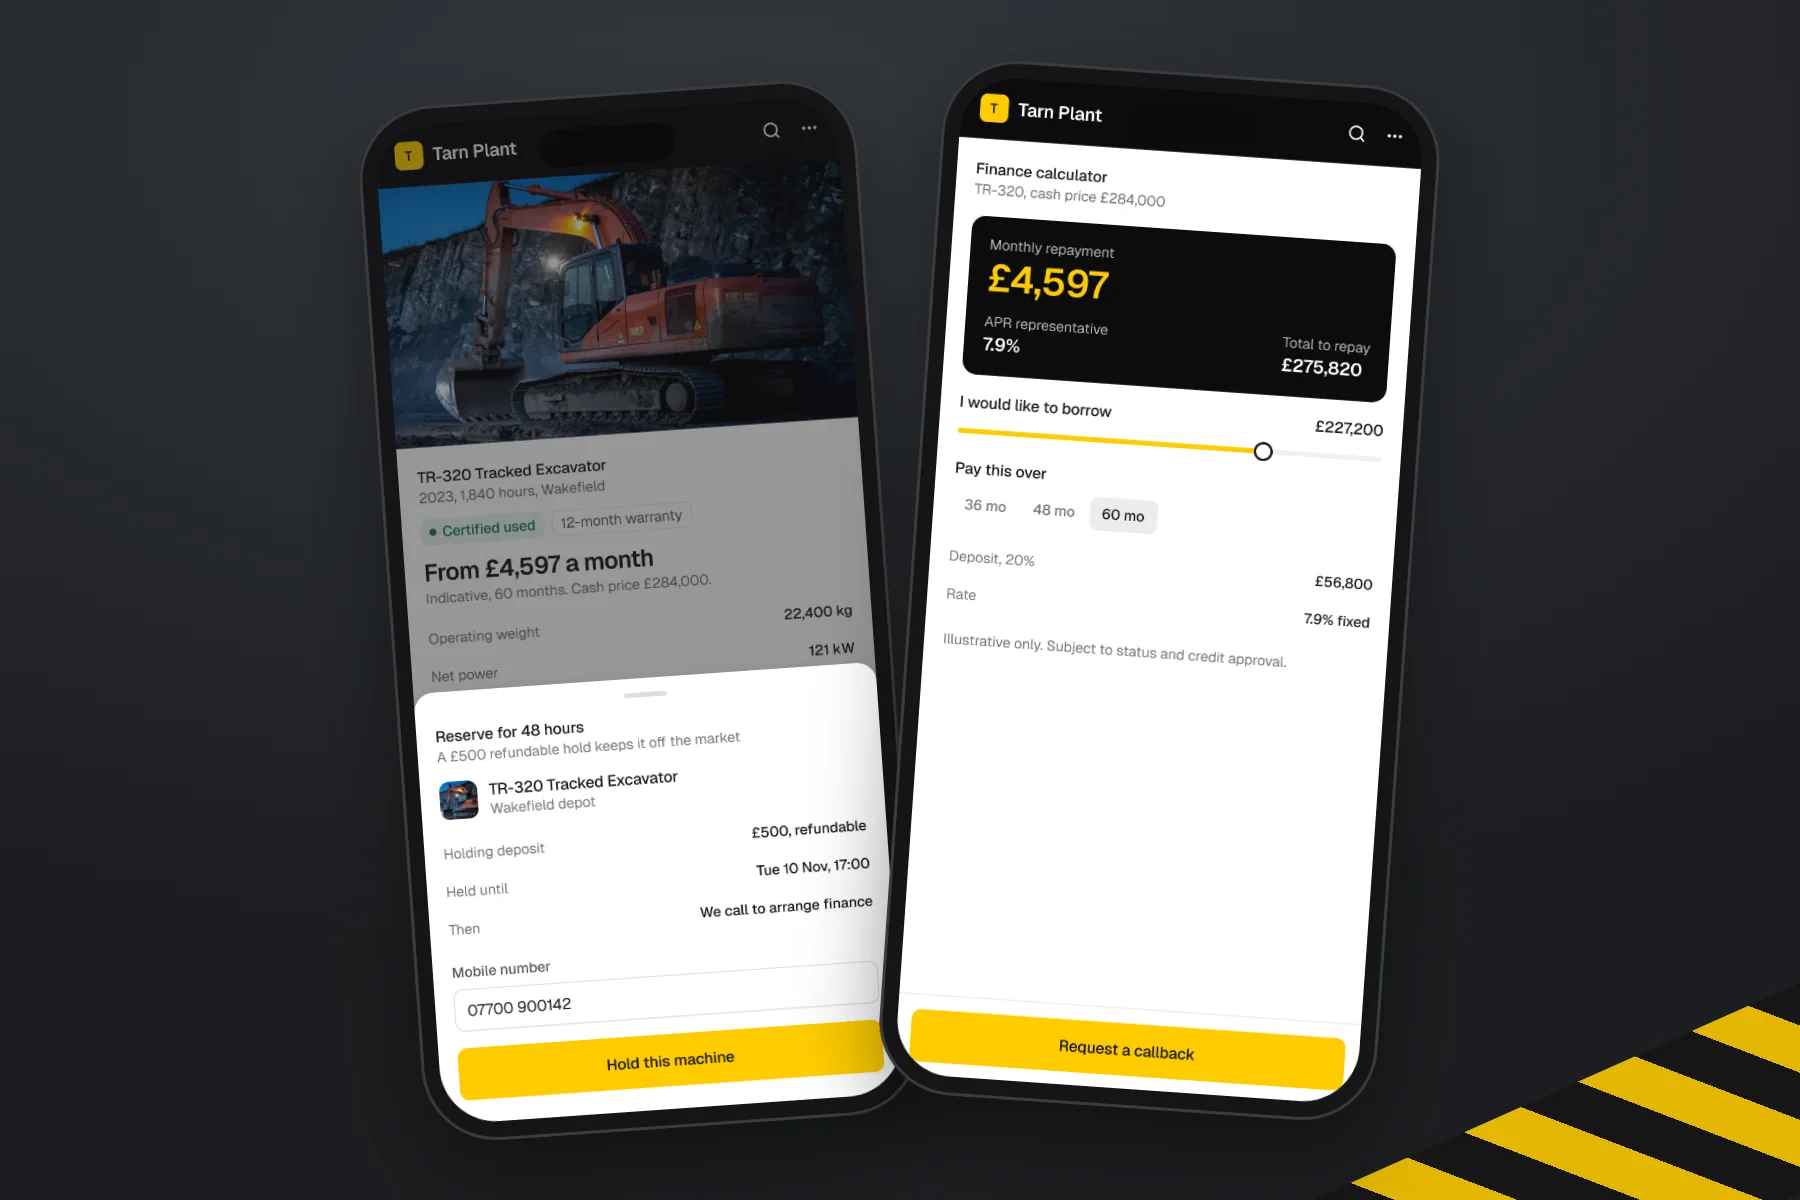 T
Tarn Plant
TR-320 Tracked Excavator
2023, 1,840 hours, Wakefield
Certified used
12-month warranty
From £4,597 a month
Indicative, 60 months. Cash price £284,000.
Operating weight
22,400 kg
Net power
121 kW
Reserve for 48 hours
A £500 refundable hold keeps it off the market
TR-320 Tracked Excavator
Wakefield depot
Holding deposit
£500, refundable
Held until
Tue 10 Nov, 17:00
Then
We call to arrange finance
Mobile number
07700 900142
Hold this machine
T
Tarn Plant
Finance calculator
TR-320, cash price £284,000
Monthly repayment
£4,597
APR representative
7.9%
Total to repay
£275,820
I would like to borrow
£227,200
Pay this over
36 mo
48 mo
60 mo
Deposit, 20%
£56,800
Rate
7.9% fixed
Illustrative only. Subject to status and credit approval.
Request a callback